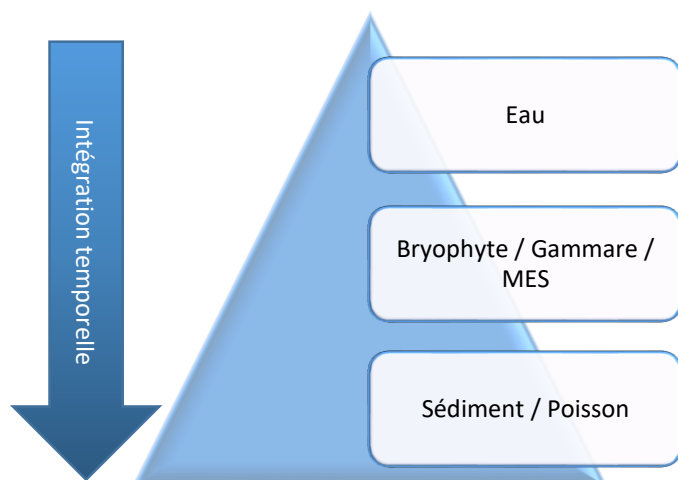 Intégration temporelle
Eau
Bryophyte / Gammare /
MES
Sédiment / Poisson